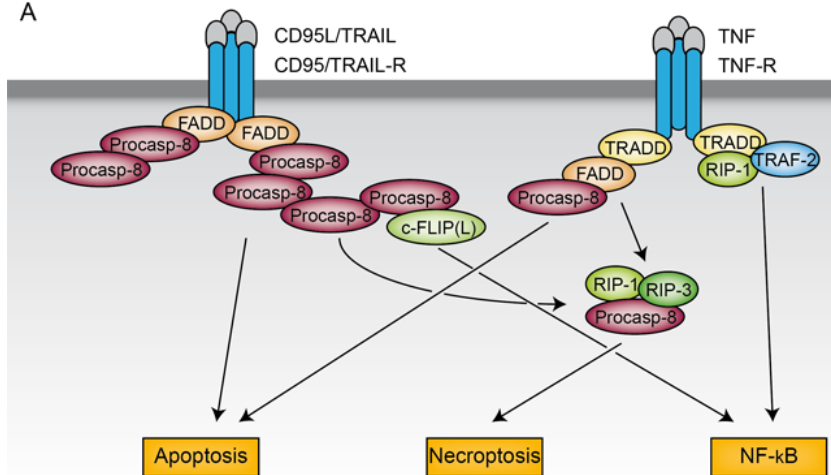 A
CD95L/TRAIL
CD95/TRAIL-R
TNF
TNF-R
FADD
FADD
Procasp-8
Procasp-8
Procasp-8
Procasp-8
Procasp-8
Procasp-8
c-FLIP(L)
TRADD
FADD
Procasp-8
TRADD
RIP-1
TRAF-2
RIP-1
RIP-3
Procasp-8
Apoptosis
Necroptosis
NF-kB